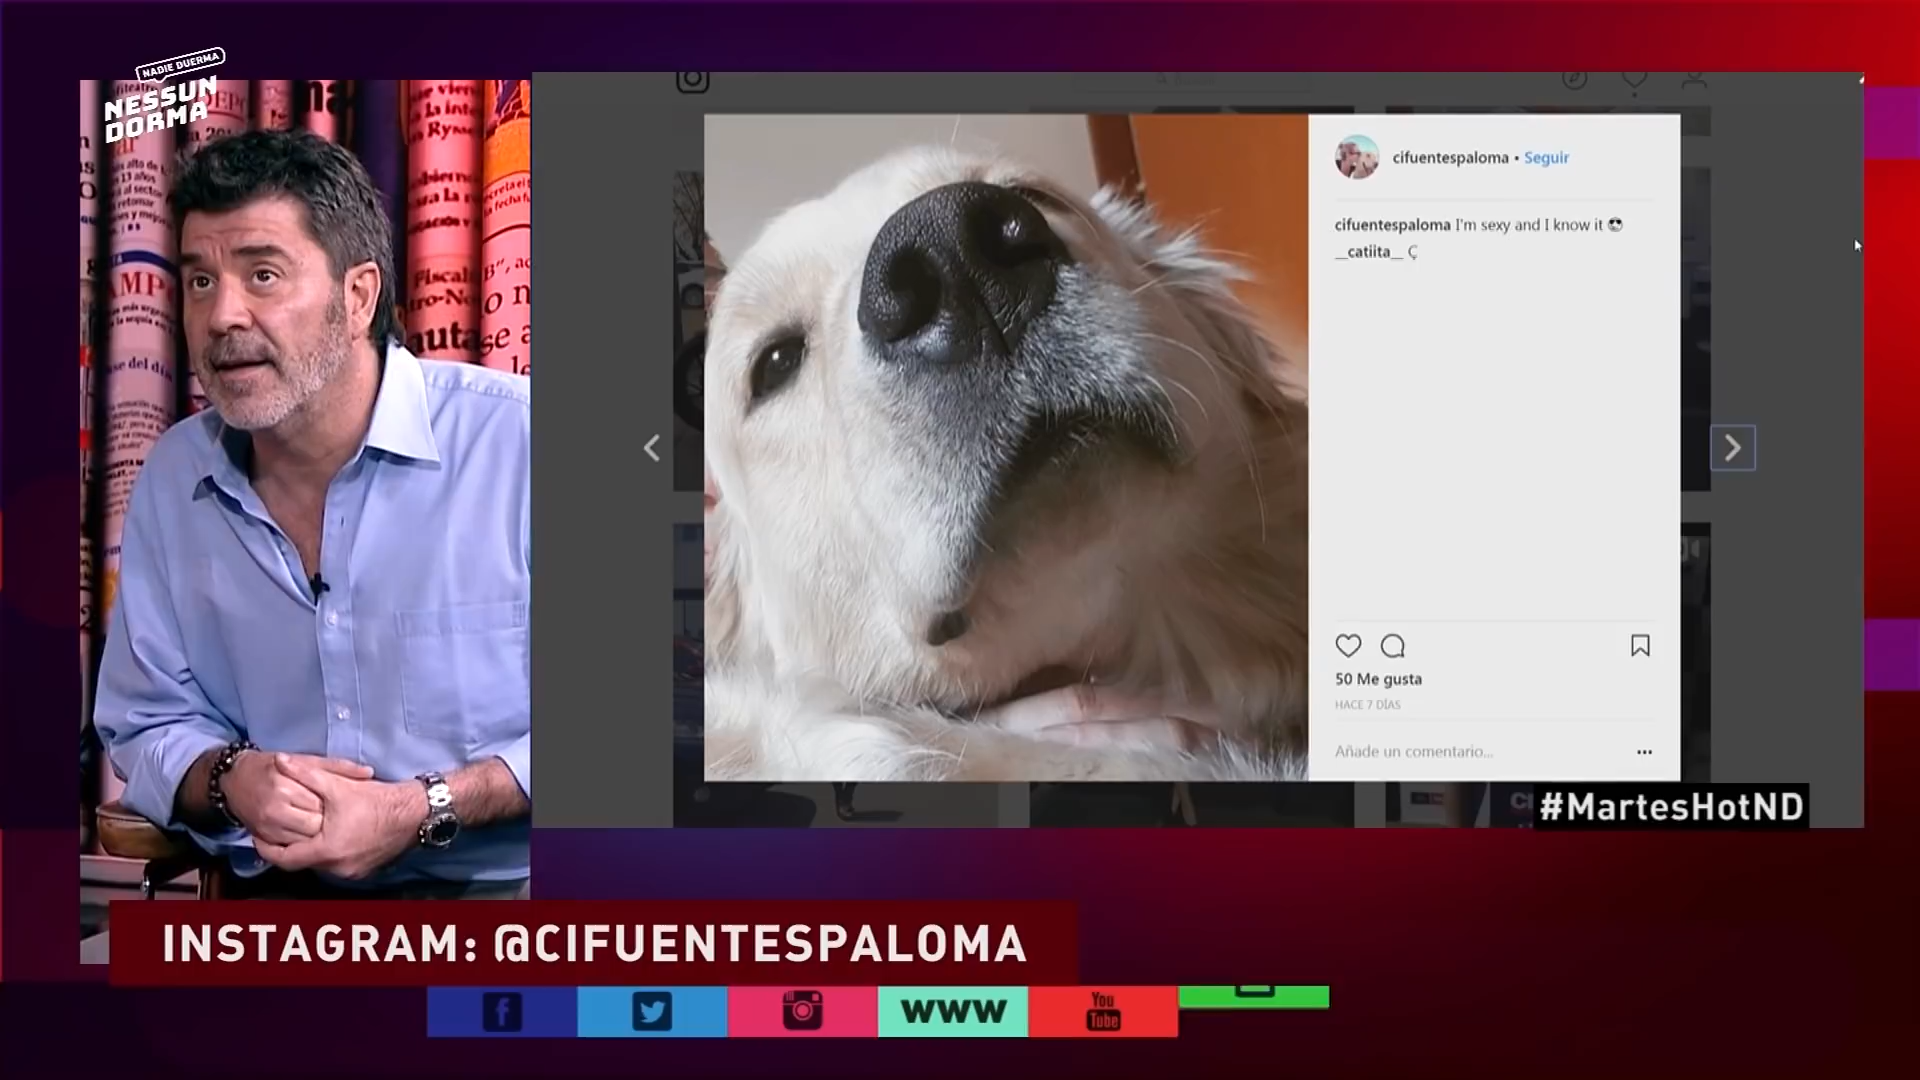 NADIE DUERMA
NESSUN
DORMA
cifuentespaloma • Seguir
cifuentespaloma I'm sexy and I know it 😎
__catiita__ Ç
50 Me gusta
HACE 7 DÍAS
Añade un comentario...
#MartesHotND
INSTAGRAM: @CIFUENTESPALOMA
WWW
You
Tube